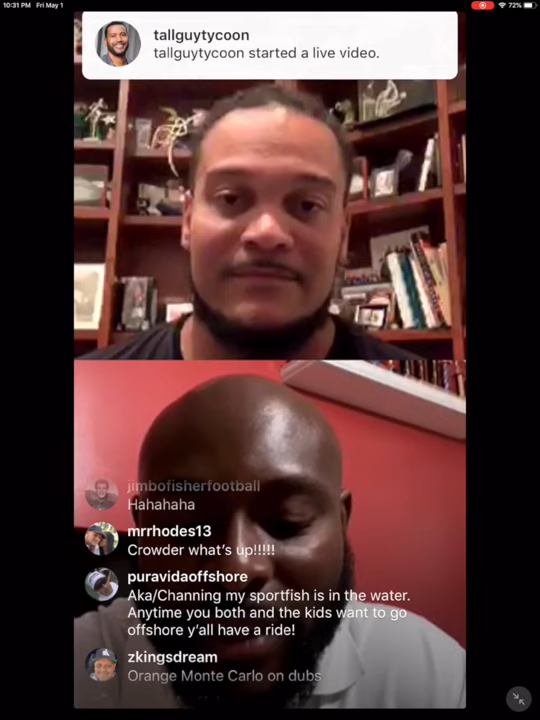 10:31 PM Fri May 1
72%
tallguytycoon
tallguytycoon started a live video.
jimbofisherfootball
Hahahaha
mrrhodes13
Crowder what's up!!!!!
puravidaoffshore
Aka/Channing my sportfish is in the water.
Anytime you both and the kids want to go
offshore y'all have a ride!
zkingsdream
Orange Monte Carlo on dubs